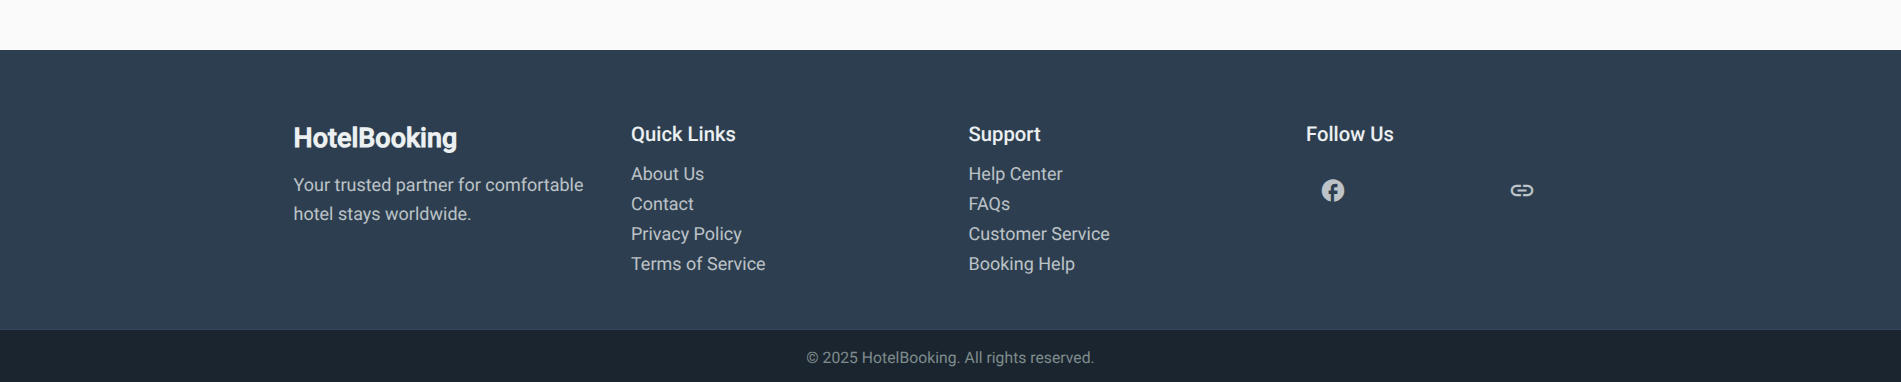 HotelBooking
Your trusted partner for comfortable
hotel stays worldwide.
Quick Links
About Us
Contact
Privacy Policy
Terms of Service
Support
Help Center
FAQs
Customer Service
Booking Help
Follow Us
© 2025 HotelBooking. All rights reserved.